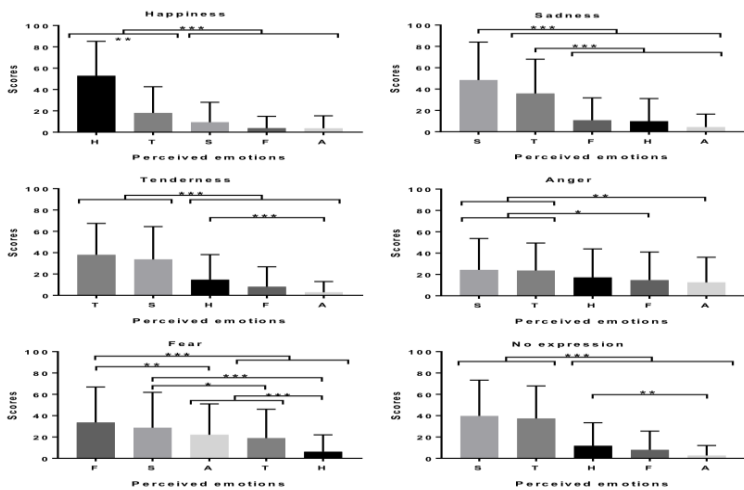 Happiness
***
**
100
80
60
40
20
0
Scores
H T S F A
Perceived emotions
Sadness
***
***
100
80
60
40
20
0
Scores
S T F H A
Perceived emotions
Tenderness
***
***
100
80
60
40
20
0
Scores
T S H F A
Perceived emotions
Anger
**
*
100
80
60
40
20
0
Scores
S T H F A
Perceived emotions
Fear
***
**
***
*
***
100
80
60
40
20
0
Scores
F S A T H
Perceived emotions
No expression
***
**
100
80
60
40
20
0
Scores
S T H F A
Perceived emotions